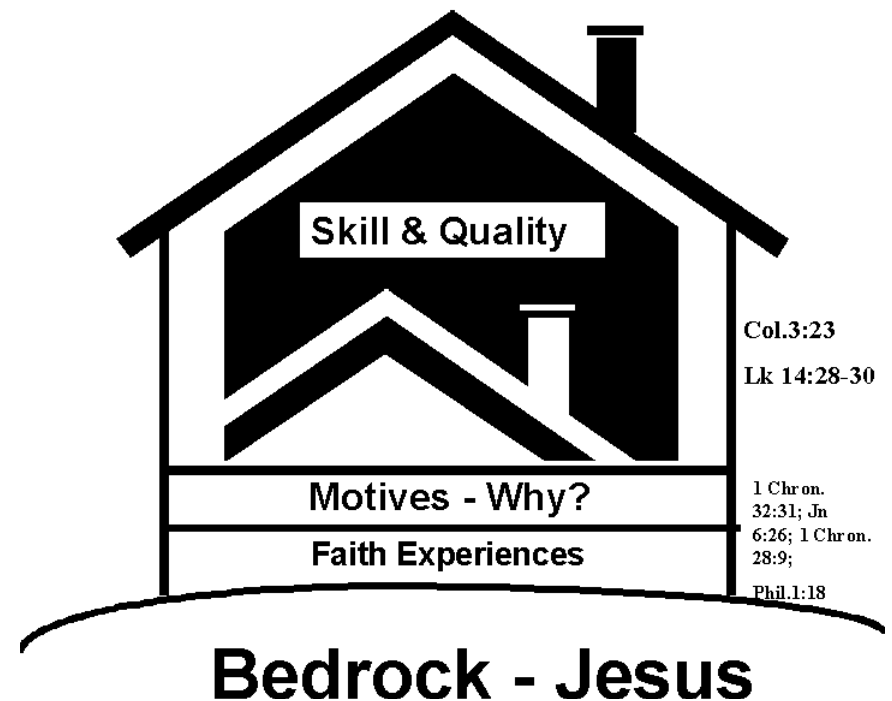 Skill & Quality
Col.3:23
Lk 14:28-30
Motives - Why?
1 Chron.
32:31; Jn
6:26; 1 Chron.
28:9;
Faith Experiences
Phil.1:18
Bedrock - Jesus